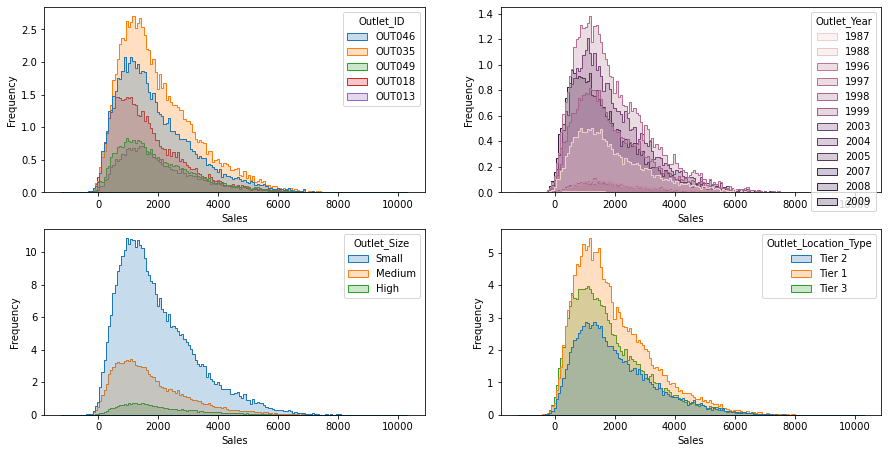 Outlet_ID
OUT046
OUT035
OUT049
OUT018
OUT013
2.5
2.0
1.5
1.0
0.5
0.0
Frequency
0 2000 4000 6000 8000 10000
Sales
Outlet_Year
1987
1988
1996
1997
1998
1999
2003
2004
2005
2007
2008
2009
1.4
1.2
1.0
0.8
0.6
0.4
0.2
0.0
Frequency
0 2000 4000 6000 8000 10000
Sales
Outlet_Size
Small
Medium
High
10
8
6
4
2
0
Frequency
0 2000 4000 6000 8000 10000
Sales
Outlet_Location_Type
Tier 2
Tier 1
Tier 3
5
4
3
2
1
0
Frequency
0 2000 4000 6000 8000 10000
Sales